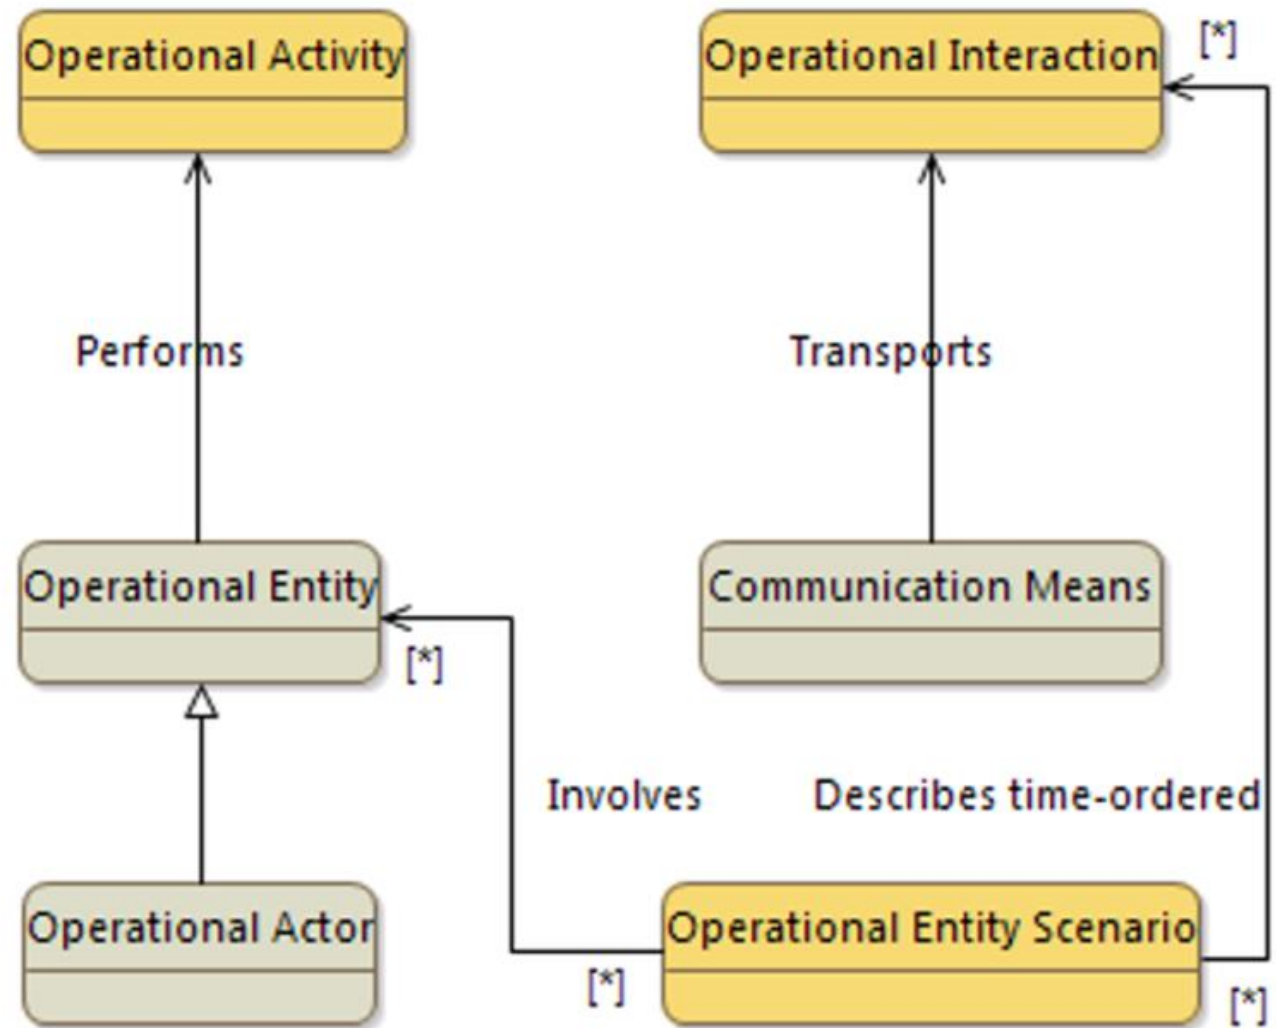 Operational Activity
Operational Interaction
[*]
Performs
Transports
Operational Entity
Communication Means
[*]
Involves
Describes time-ordered
Operational Actor
Operational Entity Scenario
[*]
[*]